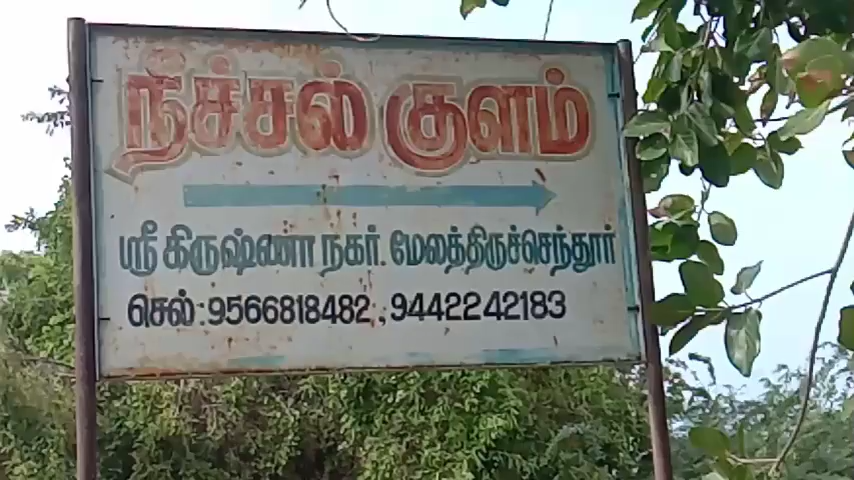 நீச்சல் குளம்
ஸ்ரீ கிருஷ்ணா நகர். மேலத்திருச்செந்தூர்
செல்:9566818482,9442242183